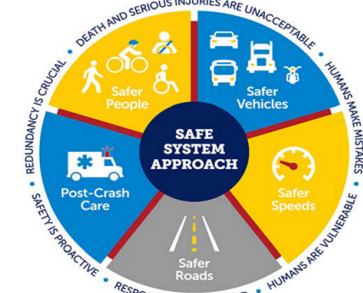 DEATH AND SERIOUS INJURIES ARE UNACCEPTABLE
HUMANS MAKE MISTAKES
HUMANS ARE VULNERABLE
SAFETY IS PROACTIVE
REDUNDANCY IS CRUCIAL
Safer
People
Safer
Vehicles
SAFE
SYSTEM
APPROACH
Post-Crash
Care
Safer
Speeds
Safer
Roads